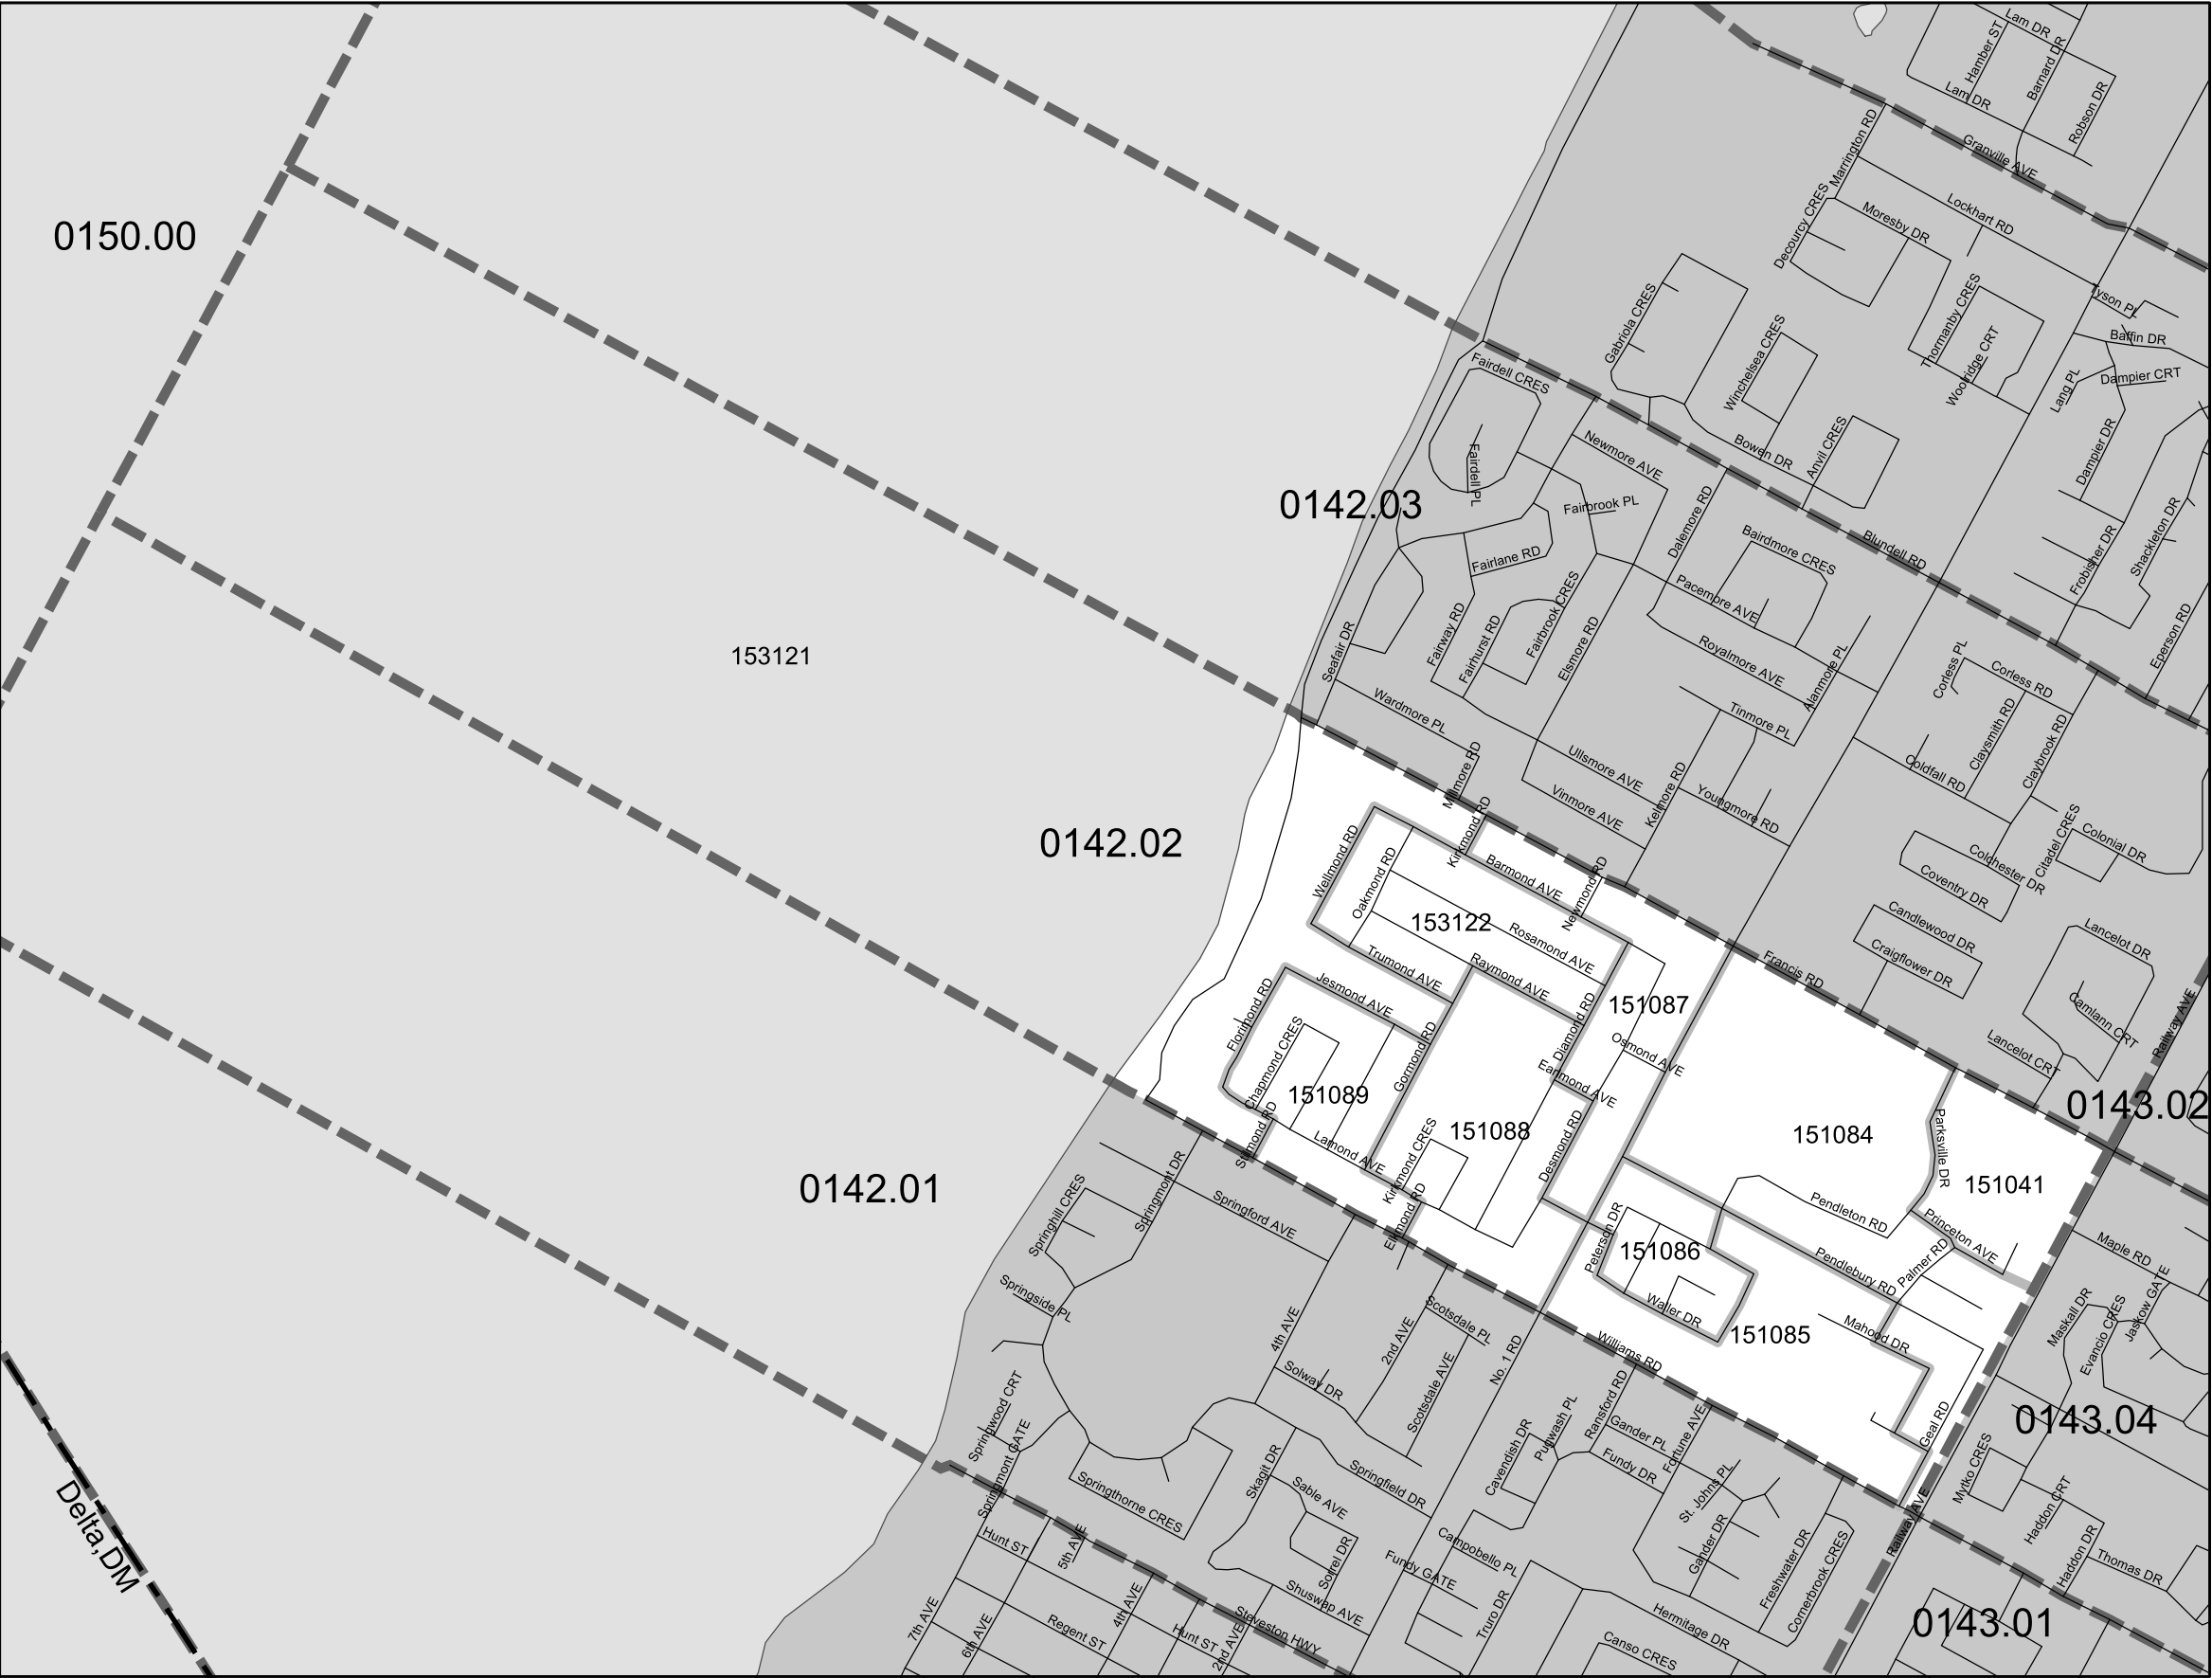 Lam DR
Hamber ST
Barnard DR
Lam DR
Robson DR
Granville AVE
Marrington RD
Lockhart RD
Decourcy CRES
Moresby DR
0150.00
Gabriola CRES
Thormanby CRES
Tyson PL
Woolridge CRT
Baffin DR
Winchelsea CRES
Lang PL
Dampier CRT
Fairdell CRES
Bowen DR
Anvil CRES
Dampier DR
Newmore AVE
Fairdell PL
0142.03
Fairbrook PL
Dalemore RD
Bairdmore CRES
Blundell RD
Frobisher DR
Shackleton DR
Fairlane RD
Pacemore AVE
Fairbrook CRES
Fairway RD
Fairhurst RD
Elsmore RD
Royalmore AVE
Alanmore PL
Eperson RD
Seafair DR
153121
Corless PL
Corless RD
Wardmore PL
Tinmore PL
Claysmith RD
Claybrook RD
Millmore RD
Ullsmore AVE
Coldfall RD
Kelmore RD
Youngmore RD
Vinmore AVE
Citadel CRES
Colonial DR
Colchester DR
Coventry DR
0142.02
Kirkmond RD
Wellmond RD
Oakmond RD
Barmond AVE
Newmond RD
153122
Rosamond AVE
Candlewood DR
Craigflower DR
Lancelot DR
Trumond AVE
Raymond AVE
Francis RD
Jesmond AVE
151087
Florimond RD
Diamond RD
Camlann CRT
Railway AVE
Osmond AVE
Lancelot CRT
Chapmond CRES
Gormond RD
Earlmond AVE
151089
0143.02
Desmond RD
151088
151084
Parksville DR
Lamond AVE
Kirkmond CRES
151041
0142.01
Springmont DR
Springhill CRES
Springford AVE
Pendleton RD
Princeton AVE
Peterson DR
151086
Palmer RD
Pendlebury RD
Maple RD
Springside PL
Waller DR
151085
Mahood DR
Maskall DR
Evancio CRES
Jaskow GATE
4th AVE
2nd AVE
Scotsdale PL
No. 1 RD
Williams RD
Solway DR
Scotsdale AVE
Springwood CRT
Springmont GATE
Ransford RD
Pugwash PL
Cavendish DR
Gander PL
Fortune AVE
Geal RD
0143.04
Fundy DR
Mytko CRES
Skagit DR
Springfield DR
Springthorne CRES
Sable AVE
St. Johns PL
Haddon CRT
Railway AVE
Delta,DM
Hunt ST
5th AVE
Sorrel DR
Campobello PL
Gander DR
Freshwater DR
Cornerbrook CRES
Haddon DR
Thomas DR
Fundy GATE
Shuswap AVE
4th AVE
7th AVE
6th AVE
Regent ST
Hunt ST
2nd AVE
Steveston HWY
Truro DR
Hermitage DR
Canso CRES
0143.01